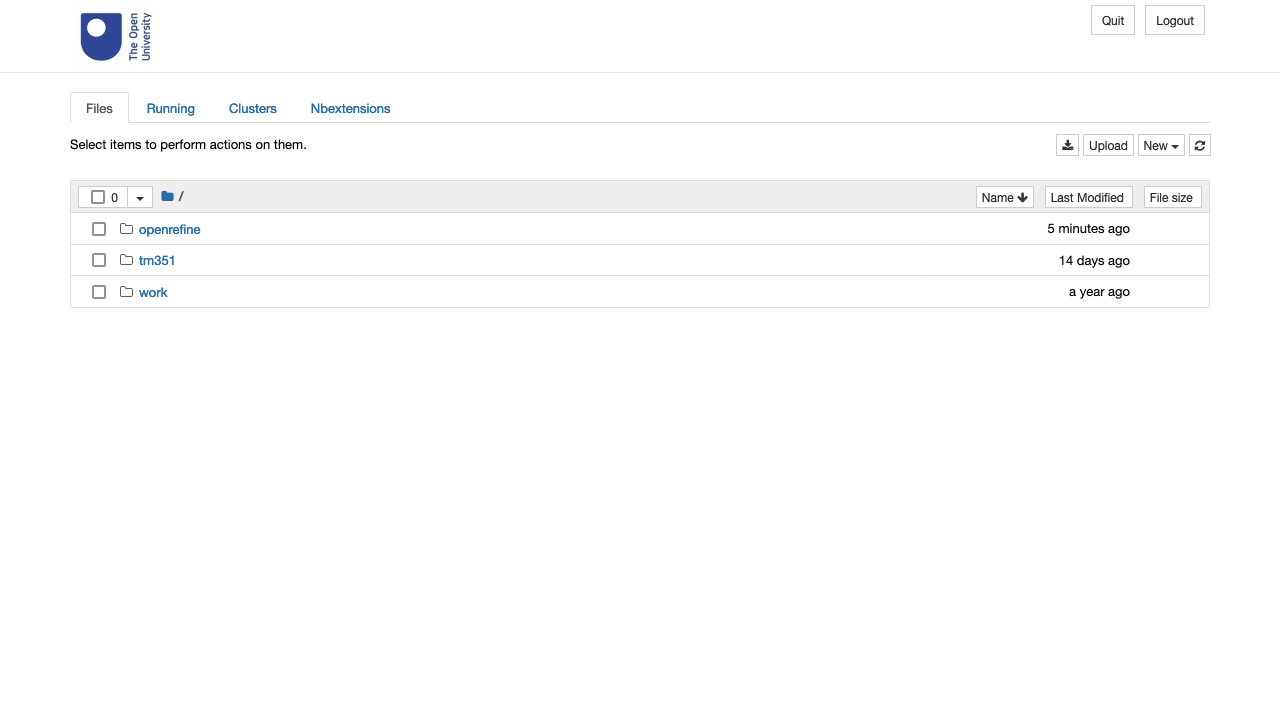 The Open
University
Quit Logout
Files Running Clusters Nbextensions
Select items to perform actions on them.
Upload New
0 / Name Last Modified File size
openrefine 5 minutes ago
tm351 14 days ago
work a year ago